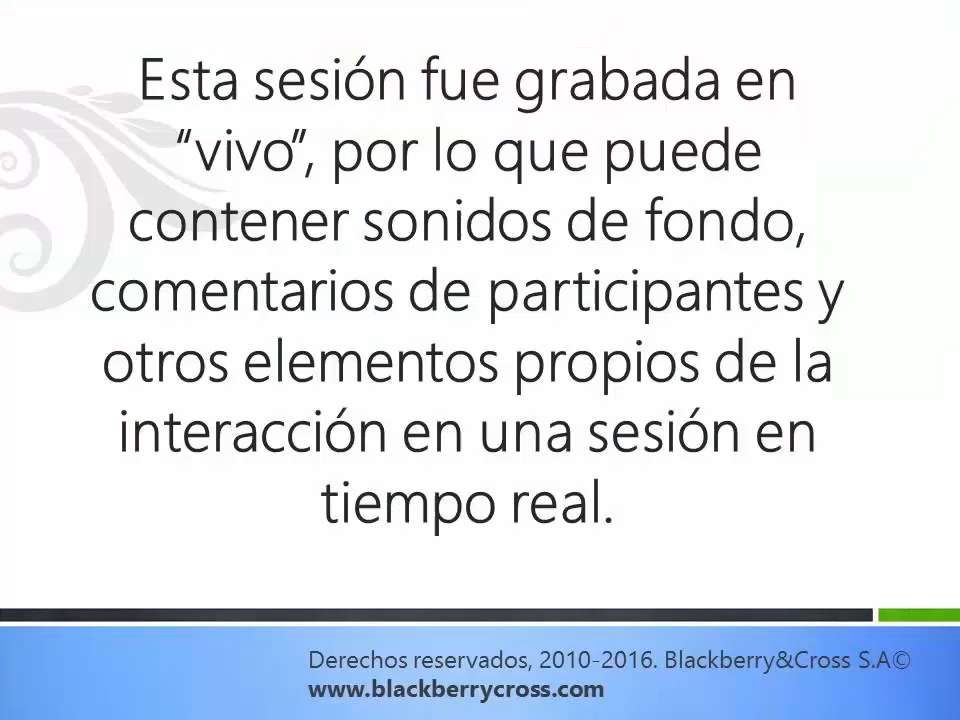 Esta sesión fue grabada en
“vivo”, por lo que puede
contener sonidos de fondo,
comentarios de participantes y
otros elementos propios de la
interacción en una sesión en
tiempo real.
Derechos reservados, 2010-2016. Blackberry&Cross S.A©
www.blackberrycross.com